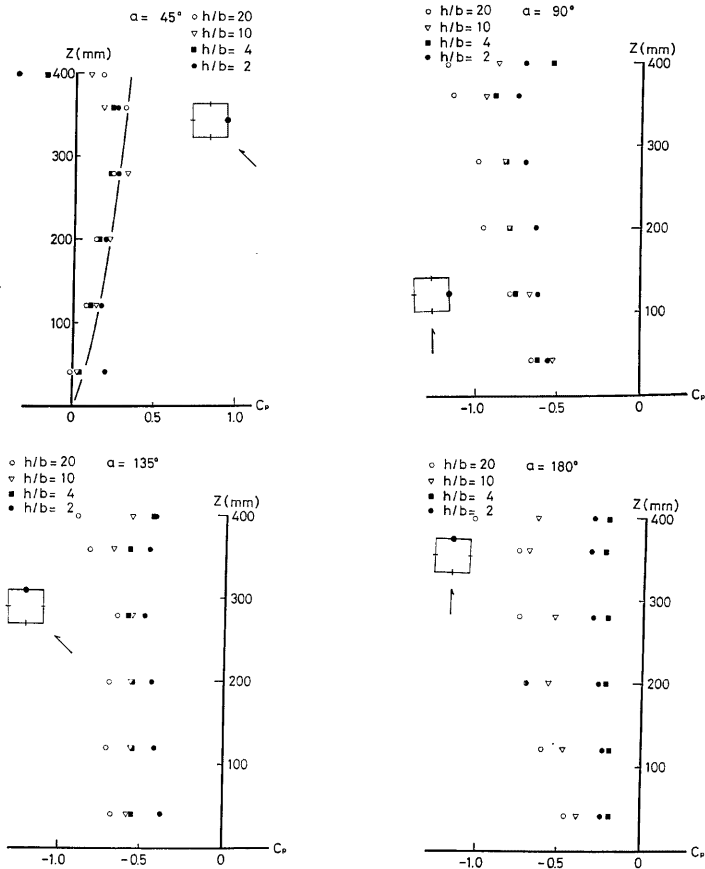 a = 45° ○ h/b=20
▽ h/b= 10
■ h/b= 4
● h/b= 2
Z(mm)
400
300
200
100
0 0.5 1.0 Cp
○ h/b= 20 a = 90°
▽ h/b= 10
■ h/b= 4
● h/b= 2
Z(mm)
400
300
200
100
-1.0 -0.5 0 Cp
○ h/b= 20 a = 135°
▽ h/b= 10
■ h/b= 4
● h/b= 2
Z(mm)
400
300
200
100
-1.0 -0.5 0 Cp
○ h/b= 20 a = 180°
▽ h/b= 10
■ h/b= 4
● h/b= 2
Z(mm)
400
300
200
100
-1.0 -0.5 0 Cp